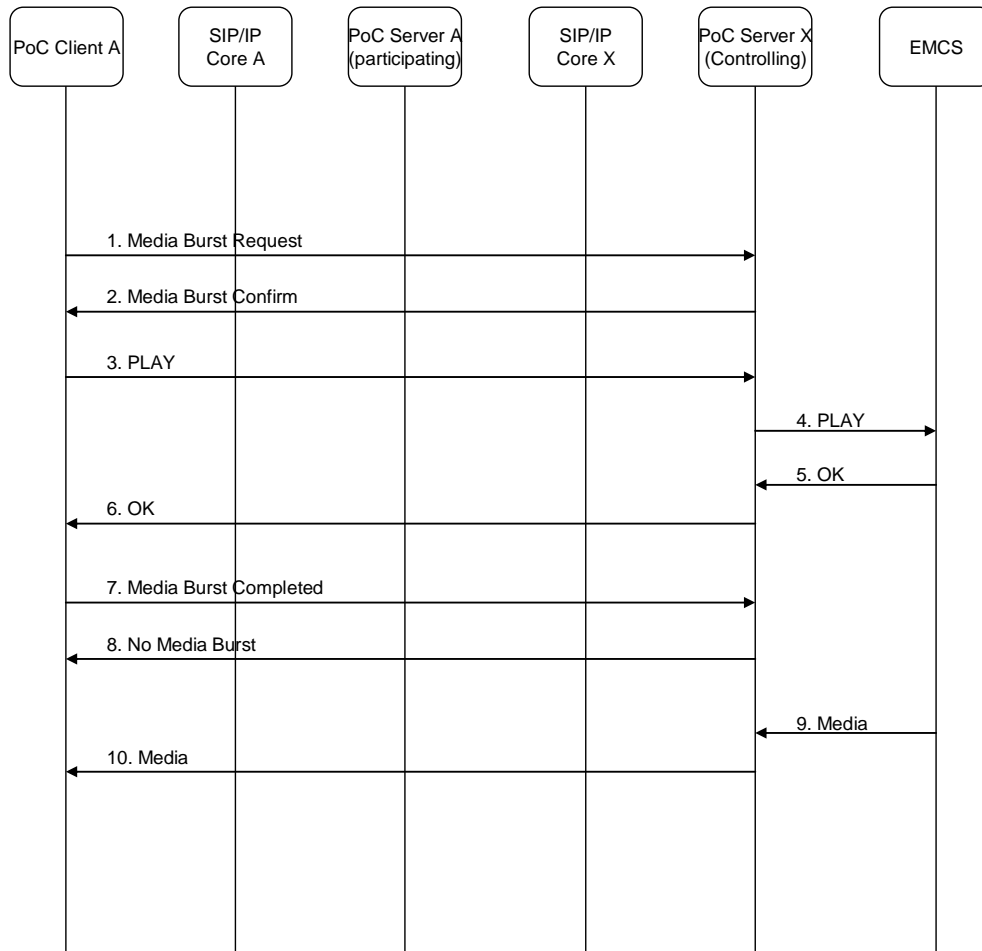 PoC Client A
SIP/IP
Core A
PoC Server A
(participating)
SIP/IP
Core X
PoC Server X
(Controlling)
EMCS
1. Media Burst Request
2. Media Burst Confirm
3. PLAY
4. PLAY
5. OK
6. OK
7. Media Burst Completed
8. No Media Burst
9. Media
10. Media